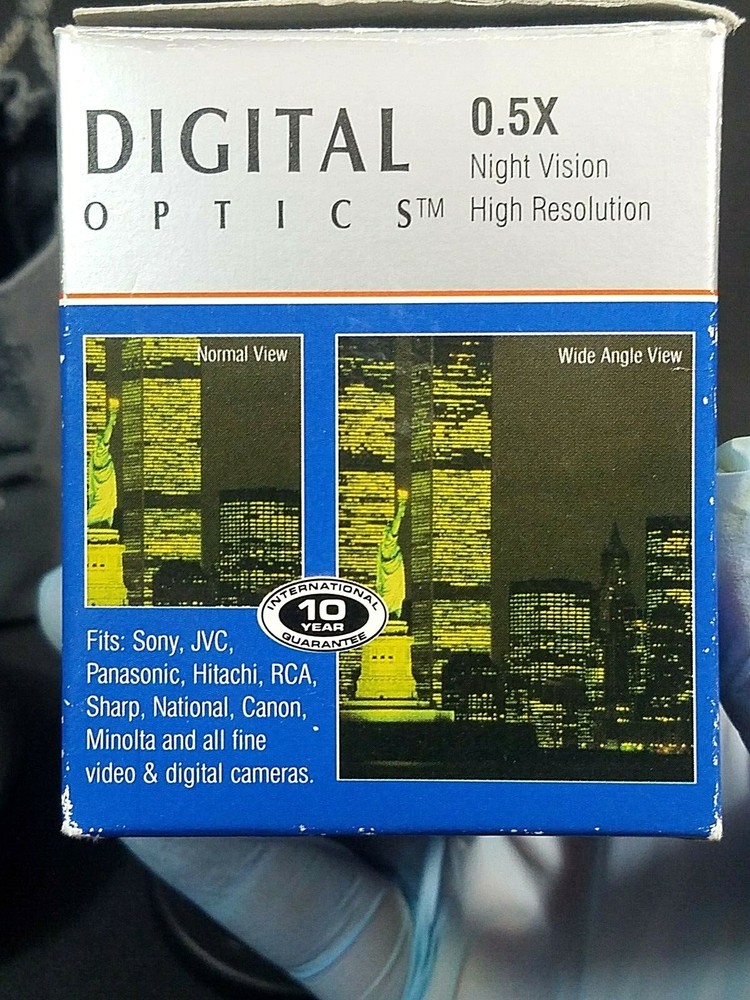 DIGITAL
OPTICS™
0.5X
Night Vision
High Resolution
Normal View
Wide Angle View
INTERNATIONAL
10
YEAR
GUARANTEE
Fits: Sony, JVC,
Panasonic, Hitachi, RCA,
Sharp, National, Canon,
Minolta and all fine
video & digital cameras.